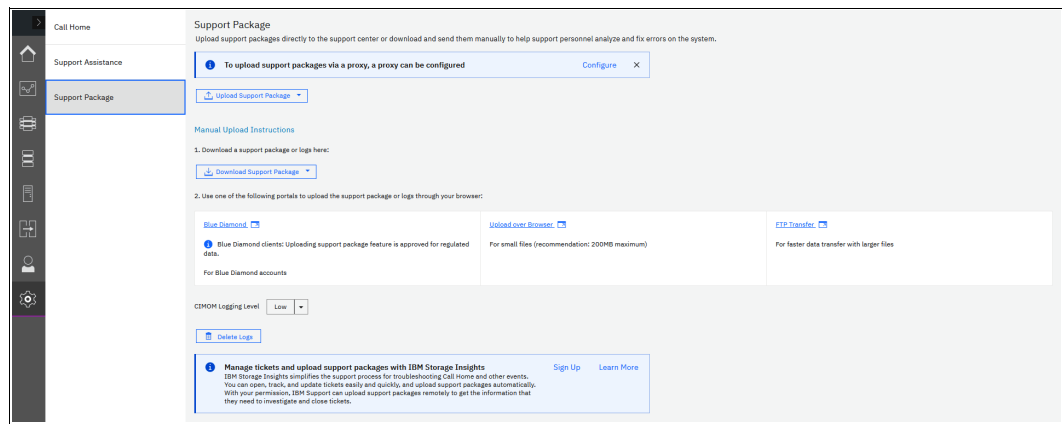 Call Home
Support Assistance
Support Package
Support Package
Upload support packages directly to the support center or download and send them manually to help support personnel analyze and fix errors on the system.
To upload support packages via a proxy, a proxy can be configured
Configure
Upload Support Package
Manual Upload Instructions
1. Download a support package or logs here:
Download Support Package
2. Use one of the following portals to upload the support package or logs through your browser:
Blue Diamond
Blue Diamond clients: Uploading support package feature is approved for regulated
data.
For Blue Diamond accounts
Upload over Browser
For small files (recommendation: 200MB maximum)
FTP Transfer
For faster data transfer with larger files
CIMOM Logging Level Low
Delete Logs
Manage tickets and upload support packages with IBM Storage Insights
Sign Up Learn More
IBM Storage Insights simplifies the support process for troubleshooting Call Home and other events.
You can open, track, and update tickets easily and quickly, and upload support packages automatically.
With your permission, IBM Support can upload support packages remotely to get the information that
they need to investigate and close tickets.